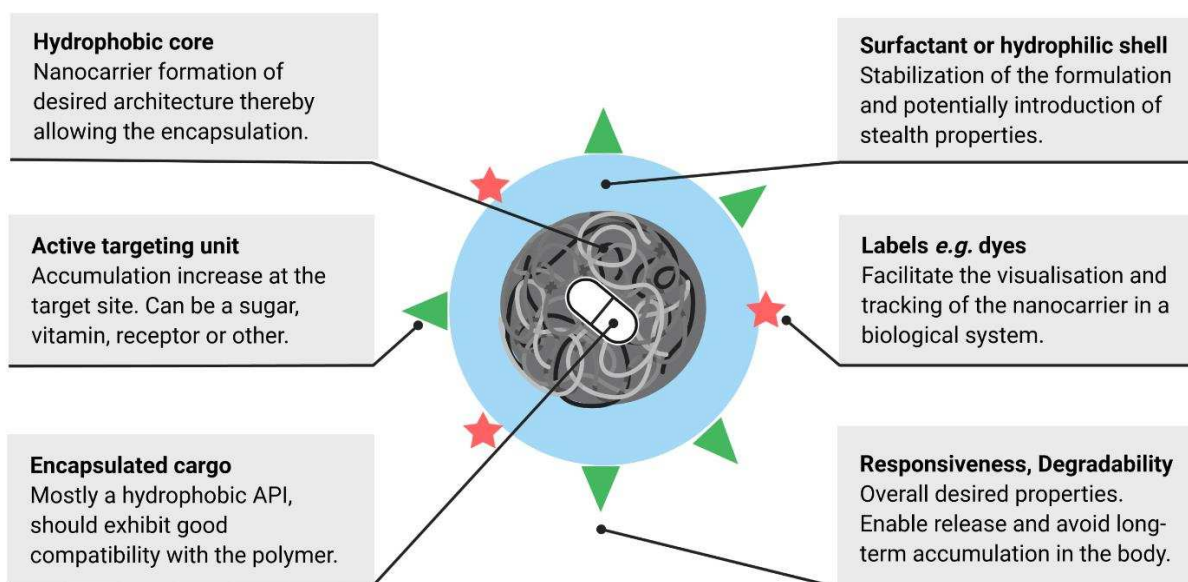 Hydrophobic core
Nanocarrier formation of
desired architecture thereby
allowing the encapsulation.
Surfactant or hydrophilic shell
Stabilization of the formulation
and potentially introduction of
stealth properties.
Active targeting unit
Accumulation increase at the
target site. Can be a sugar,
vitamin, receptor or other.
Labels e.g. dyes
Facilitate the visualisation and
tracking of the nanocarrier in a
biological system.
Encapsulated cargo
Mostly a hydrophobic API,
should exhibit good
compatibility with the polymer.
Responsiveness, Degradability
Overall desired properties.
Enable release and avoid long-
term accumulation in the body.